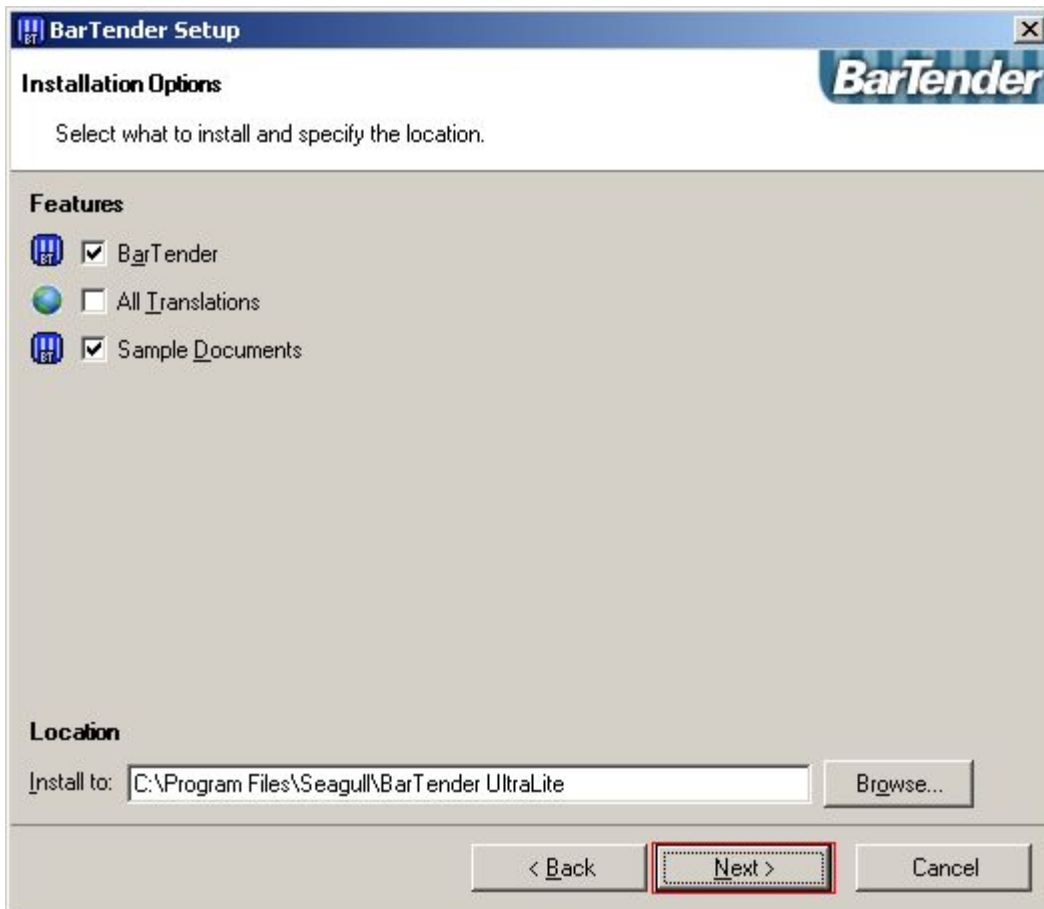 BarTender Setup
Installation Options
BarTender
Select what to install and specify the location.
Features
BarTender
All Translations
Sample Documents
Location
Install to: C:\Program Files\Seagull\BarTender UltraLite Browse...
< Back Next > Cancel